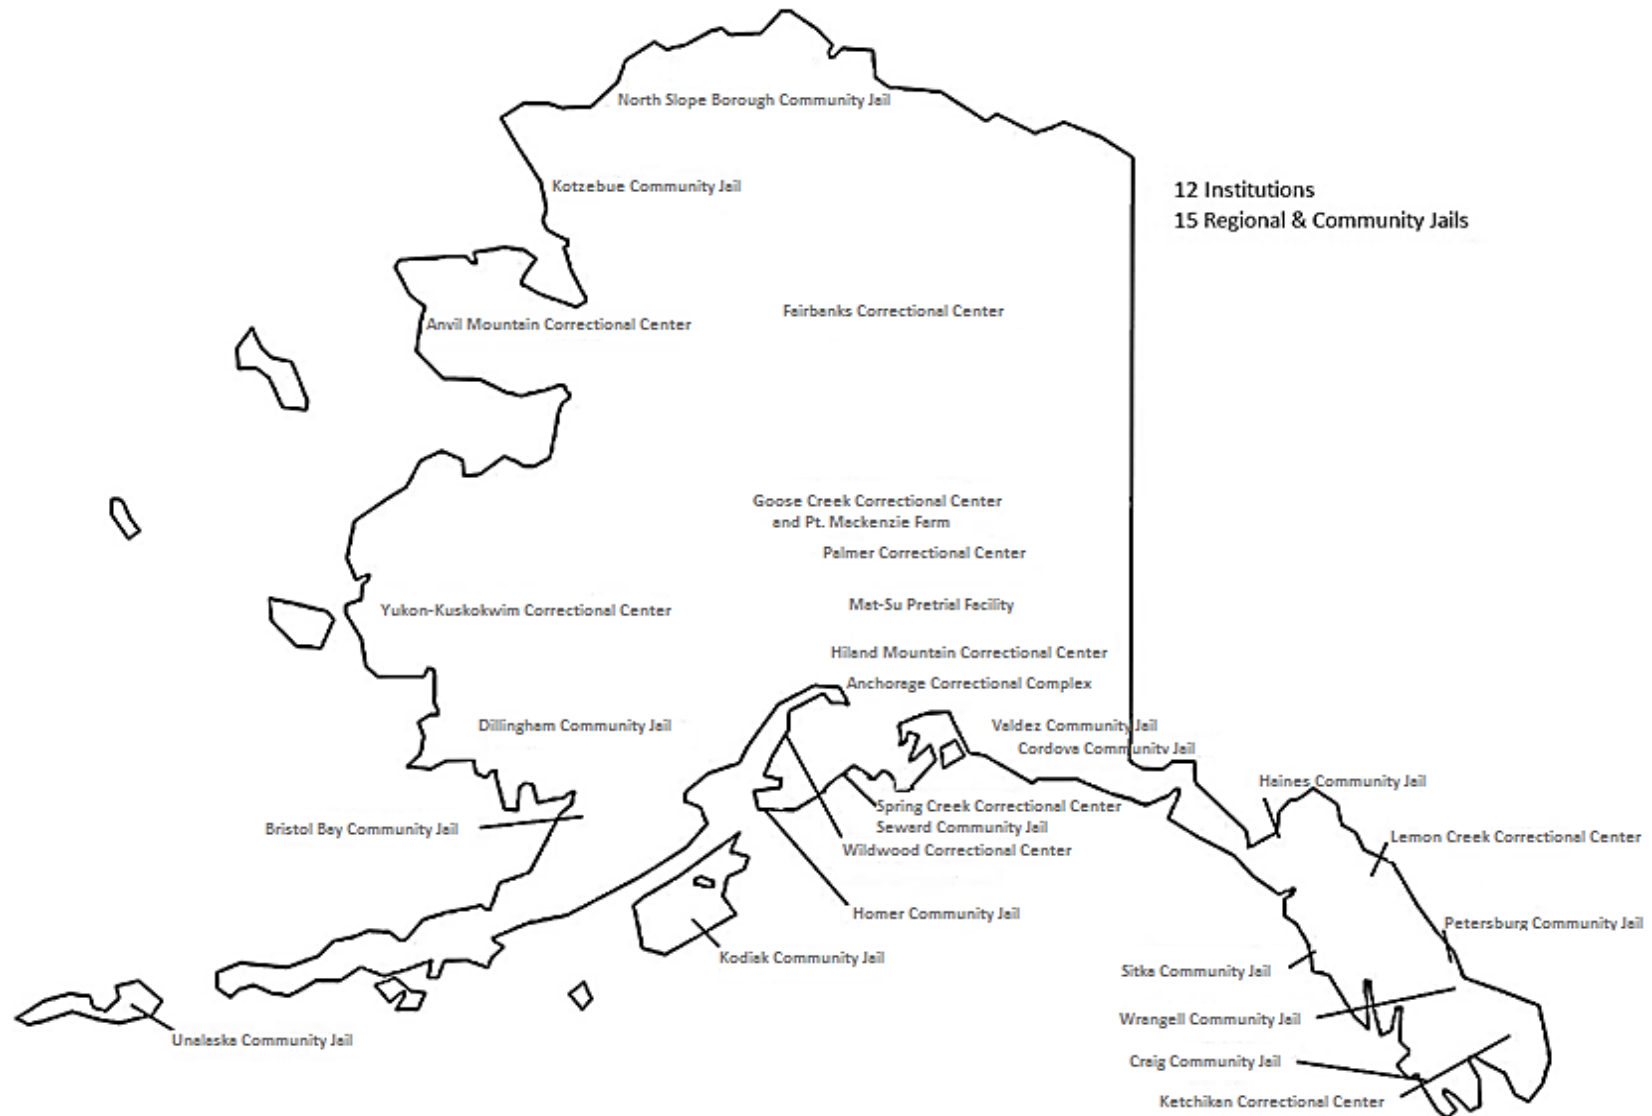 North Slope Borough Community Jail
Kotzebue Community Jail
12 Institutions
15 Regional & Community Jails
Fairbanks Correctional Center
Anvil Mountain Correctional Center
Goose Creek Correctional Center
and Pt. Mackenzie Farm
Palmer Correctional Center
Mat-Su Pretrial Facility
Yukon-Kuskokwim Correctional Center
Hiland Mountain Correctional Center
Anchorage Correctional Complex
Dillingham Community Jail
Valdez Community Jail
Cordova Community Jail
Haines Community Jail
Spring Creek Correctional Center
Seward Community Jail
Bristol Bay Community Jail
Lemon Creek Correctional Center
Wildwood Correctional Center
Homer Community Jail
Petersburg Community Jail
Kodiak Community Jail
Sitka Community Jail
Wrangell Community Jail
Unalaska Community Jail
Craig Community Jail
Ketchikan Correctional Center